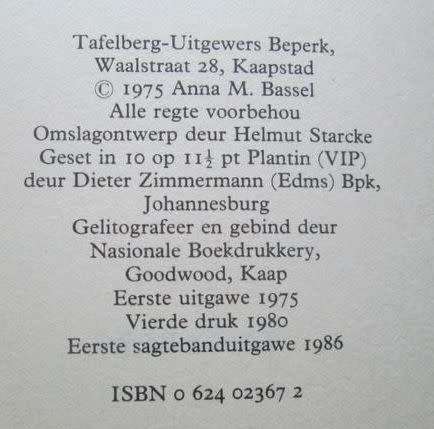 Tafelberg-Uitgewers Beperk,
Waalstraat 28, Kaapstad
© 1975 Anna M. Bassel
Alle regte voorbehou
Omslagontwerp deur Helmut Starcke
Geset in 10 op 11½ pt Plantin (VIP)
deur Dieter Zimmermann (Edms) Bpk,
Johannesburg
Gelitografeer en gebind deur
Nasionale Boekdrukkery,
Goodwood, Kaap
Eerste uitgawe 1975
Vierde druk 1980
Eerste sagtebanduitgawe 1986
ISBN 0 624 02367 2